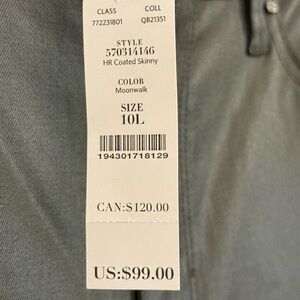 CLASS COLL
772231801 QB21351
STYLE
570314146
HR Coated Skinny
COLOR
Moonwalk
SIZE
10L
194301718129
CAN:$120.00
US:$99.00